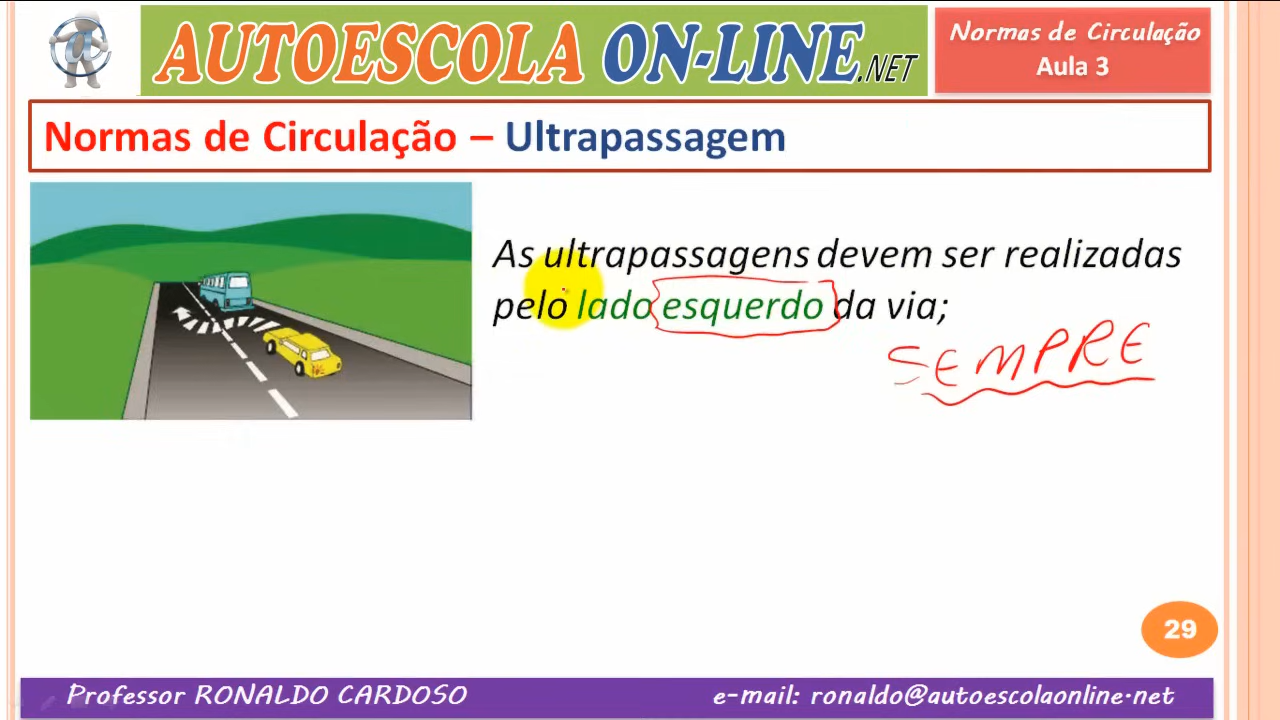 AUTOESCOLA ON-LINE.NET
Normas de Circulação
Aula 3
Normas de Circulação – Ultrapassagem
As ultrapassagens devem ser realizadas
pelo lado esquerdo da via;
SEMPRE
29
Professor RONALDO CARDOSO
e-mail: ronaldo@autoescolaonline.net